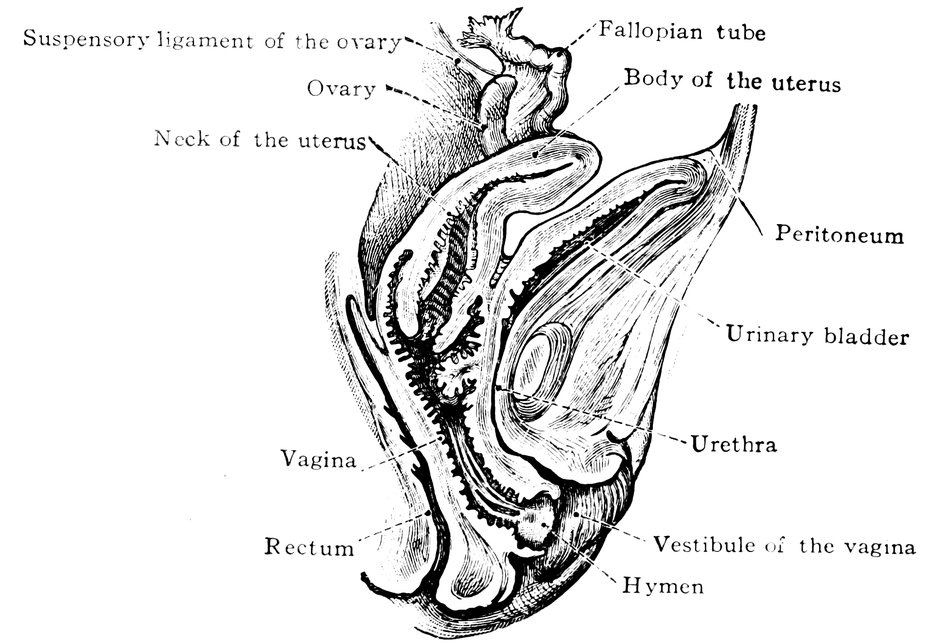 Suspensory ligament of the ovary
Fallopian tube
Ovary
Body of the uterus
Neck of the uterus
Peritoneum
Urinary bladder
Urethra
Vagina
Rectum
Vestibule of the vagina
Hymen